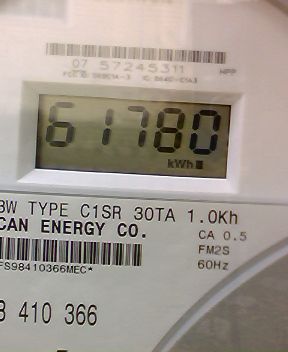 07 57245311
61780
kWh
BW TYPE C1SR 30TA 1.0Kh
CAN ENERGY CO.
CA 0.5
FM2S
60Hz
FS98410366MEC*
410 366